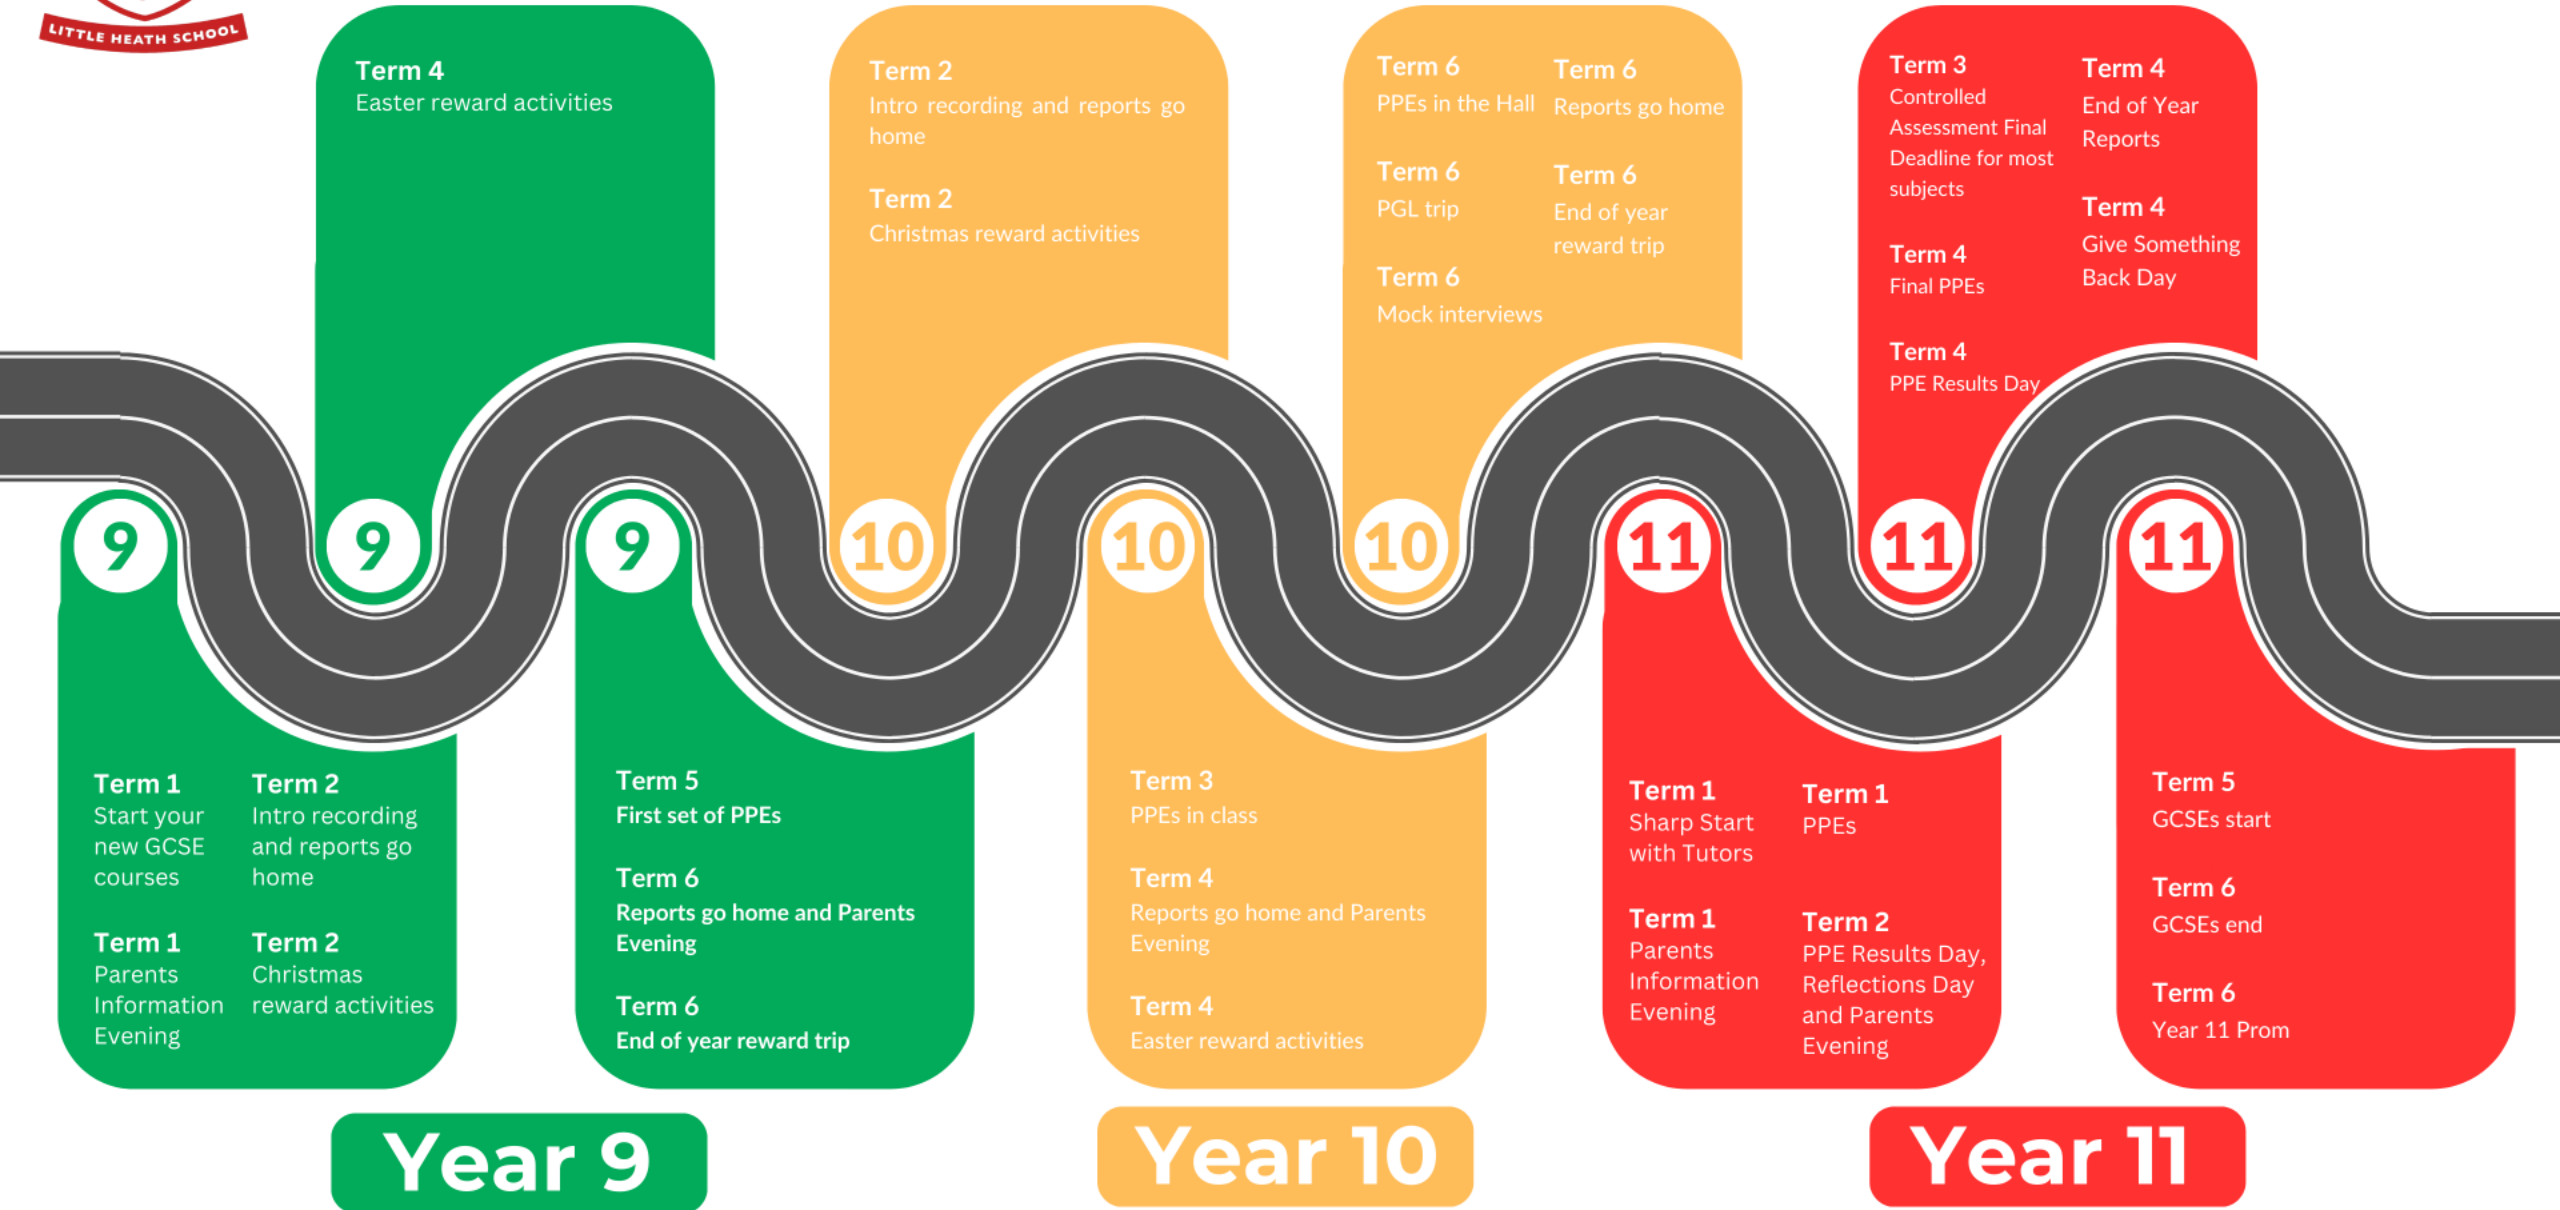 LITTLE HEATH SCHOOL
Term 4
Easter reward activities
Term 2
Intro recording and reports go
home
Term 2
Christmas reward activities
Term 6
PPEs in the Hall
Term 6
PGL trip
Term 6
Mock interviews
Term 6
Reports go home
Term 6
End of year
reward trip
Term 3
Controlled
Assessment Final
Deadline for most
subjects
Term 4
Final PPEs
Term 4
PPE Results Day
Term 4
End of Year
Reports
Term 4
Give Something
Back Day
9
9
9
10
10
10
11
11
11
Term 1
Start your
new GCSE
courses
Term 1
Parents
Information
Evening
Term 2
Intro recording
and reports go
home
Term 2
Christmas
reward activities
Term 5
First set of PPEs
Term 6
Reports go home and Parents
Evening
Term 6
End of year reward trip
Term 3
PPEs in class
Term 4
Reports go home and Parents
Evening
Term 4
Easter reward activities
Term 1
Sharp Start
with Tutors
Term 1
Parents
Information
Evening
Term 1
PPEs
Term 2
PPE Results Day,
Reflections Day
and Parents
Evening
Term 5
GCSEs start
Term 6
GCSEs end
Term 6
Year 11 Prom
Year 9
Year 10
Year 11